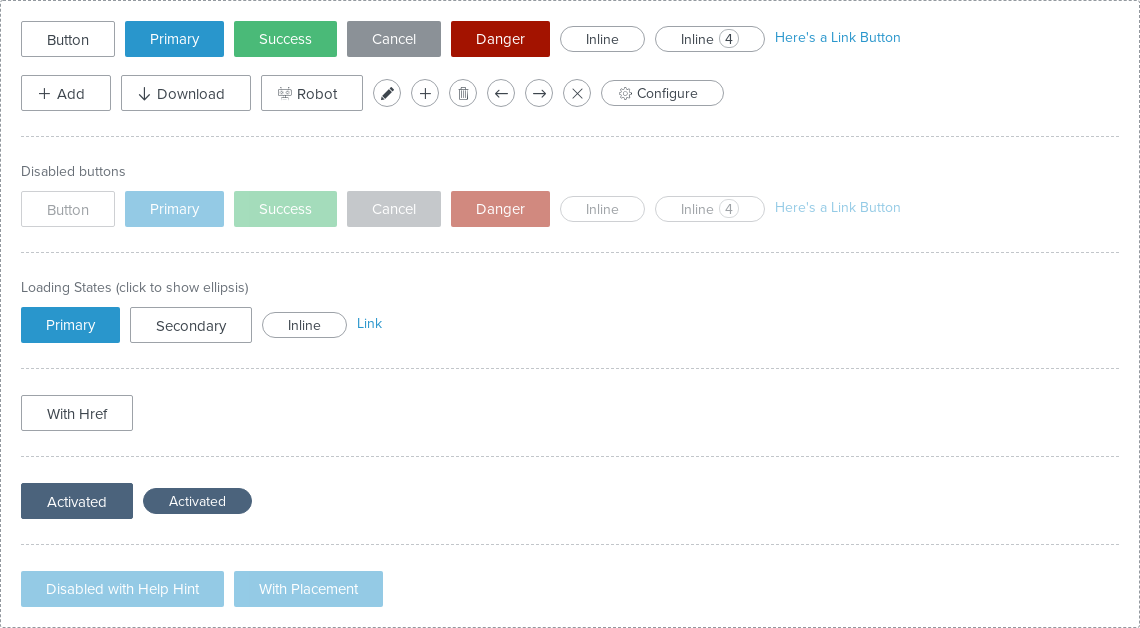 Button Primary Success Cancel Danger Inline Inline 4 Here's a Link Button
Add Download Robot Configure
Disabled buttons
Button Primary Success Cancel Danger Inline Inline 4 Here's a Link Button
Loading States (click to show ellipsis)
Primary Secondary Inline Link
With Href
Activated Activated
Disabled with Help Hint With Placement